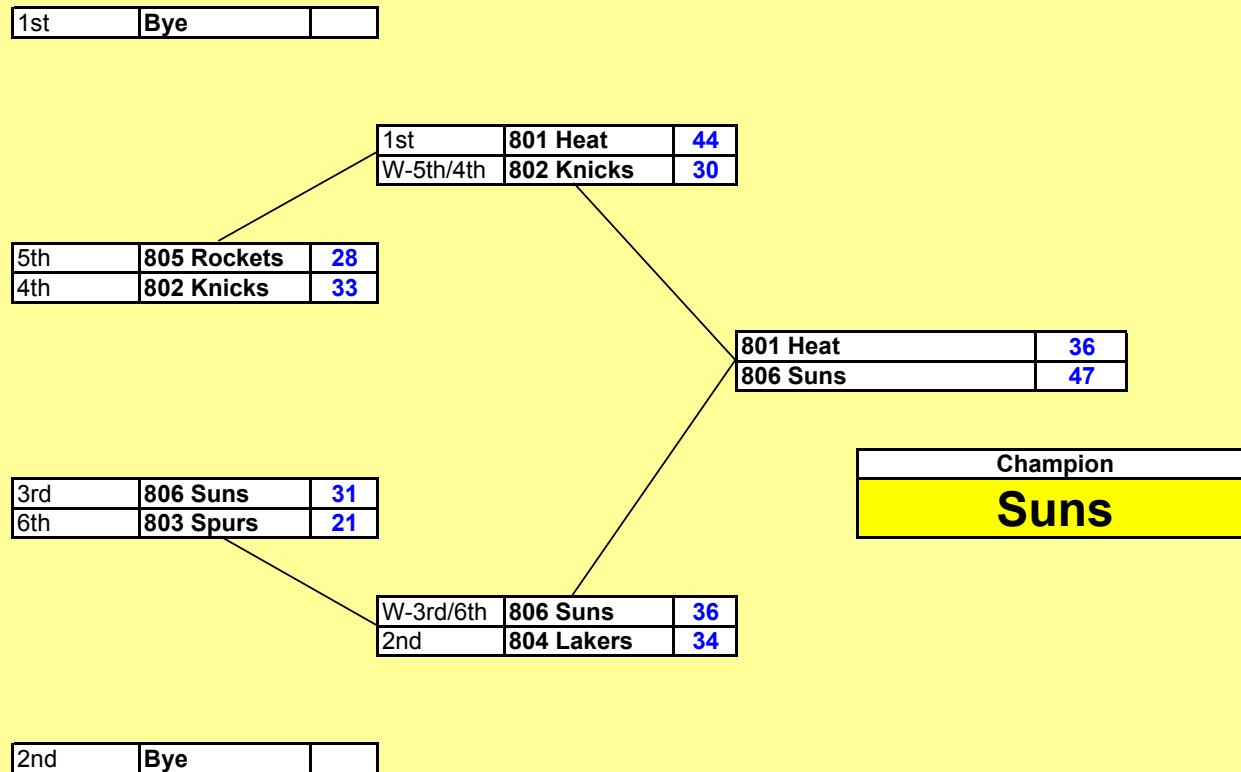 1st Bye
1st 801 Heat 44
W-5th/4th 802 Knicks 30
5th 805 Rockets 28
4th 802 Knicks 33
801 Heat 36
806 Suns 47
Champion
Suns
3rd 806 Suns 31
6th 803 Spurs 21
W-3rd/6th 806 Suns 36
2nd 804 Lakers 34
2nd Bye